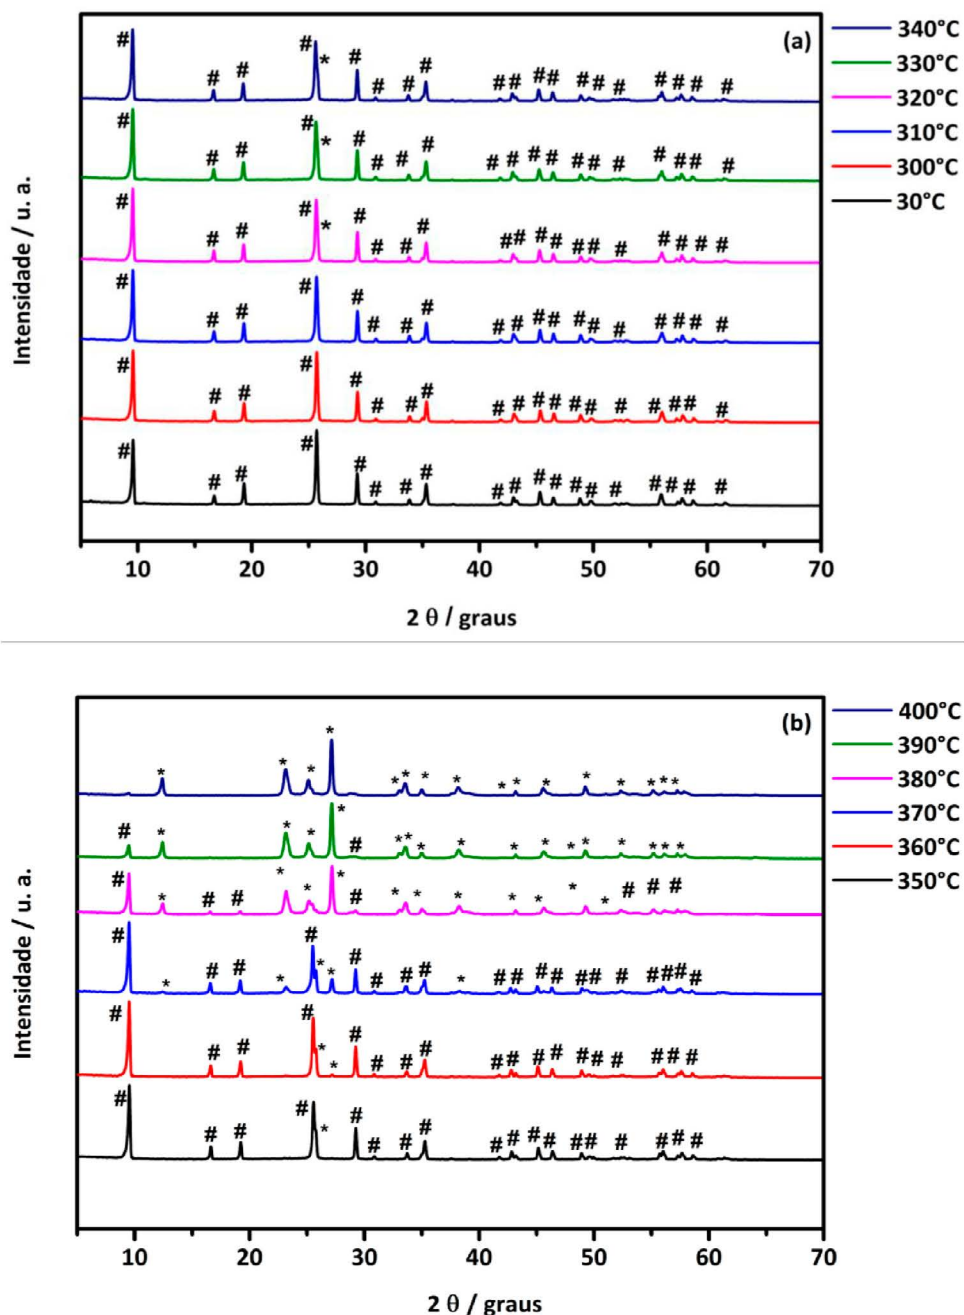 (a)
340°C
330°C
320°C
310°C
300°C
30°C
Intensidade / u. a.
# # # # * # # # # # # # # # # # # # # #
# # # # * # # # # # # # # # # # # # # #
# # # # * # # # # # # # # # # # # # # #
# # # # # # # # # # # # # # # # # # #
# # # # # # # # # # # # # # # # # # #
# # # # # # # # # # # # # # # # # # #
10 20 30 40 50 60 70
2 θ / graus
(b)
400°C
390°C
380°C
370°C
360°C
350°C
Intensidade / u. a.
* * * * * * * * * * * * * * * *
# * * * * # * * * * * * * * * * * *
# * # # * * * # * * * * * * * # # #
# * # # * # * * # # # # * # # # # # # # # # #
# # # # * * # # # # # # # # # # # # # #
# # # # * # # # # # # # # # # # # # #
10 20 30 40 50 60 70
2 θ / graus